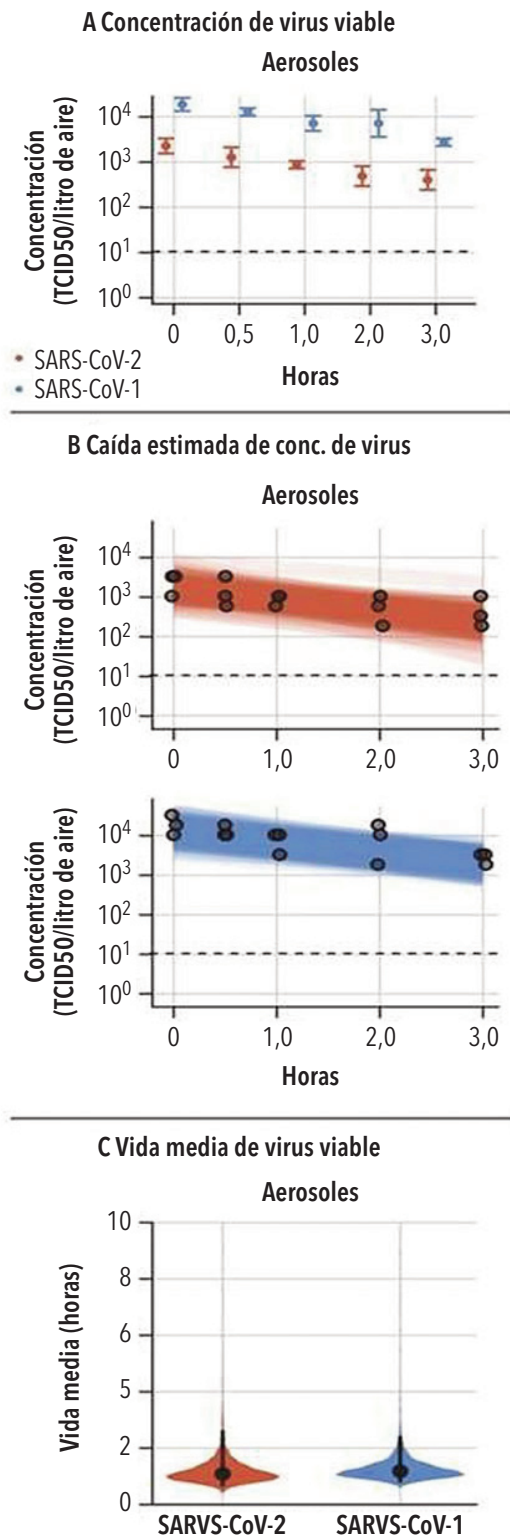 A Concentración de virus viable
Aerosoles
Concentración
(TCID50/litro de aire)
10⁴
10³
10²
10¹
10⁰
0 0,5 1,0 2,0 3,0
Horas
SARS-CoV-2
SARS-CoV-1
B Caída estimada de conc. de virus
Aerosoles
Concentración
(TCID50/litro de aire)
10⁴
10³
10²
10¹
10⁰
0 1,0 2,0 3,0
Concentración
(TCID50/litro de aire)
10⁴
10³
10²
10¹
10⁰
0 1,0 2,0 3,0
Horas
C Vida media de virus viable
Aerosoles
Vida media (horas)
10
8
6
5
2
0
SARVS-CoV-2 SARVS-CoV-1